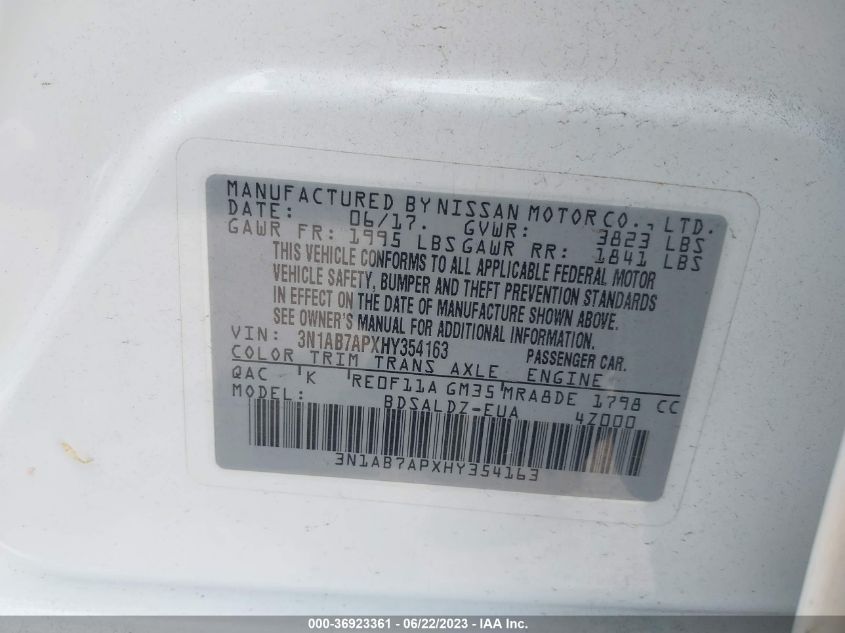 MANUFACTURED BY NISSAN MOTOR CO., LTD.
DATE: 06/17. GVWR: 3823 LBS
GAWR FR: 1995 LBS GAWR RR: 1841 LBS
THIS VEHICLE CONFORMS TO ALL APPLICABLE FEDERAL MOTOR
VEHICLE SAFETY, BUMPER AND THEFT PREVENTION STANDARDS
IN EFFECT ON THE DATE OF MANUFACTURE SHOWN ABOVE.
SEE OWNER'S MANUAL FOR ADDITIONAL INFORMATION.
VIN: 3N1AB7APXHY354163 PASSENGER CAR.
COLOR TRIM TRANS AXLE ENGINE
QAC K RE0F11A GM35 MRA8DE 1798 CC
MODEL: BDSALDZ-EUA 4Z000
3N1AB7APXHY354163
000-36923361 - 06/22/2023 - IAA Inc.